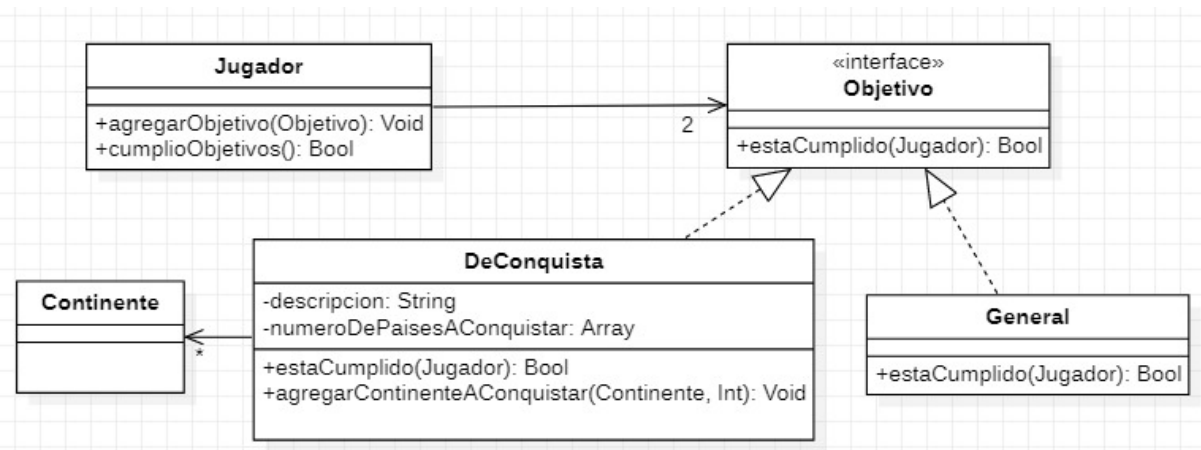 Jugador
+agregarObjetivo(Objetivo): Void
+cumplioObjetivos(): Bool
2
«interface»
Objetivo
+estaCumplido(Jugador): Bool
Continente
*
DeConquista
-descripcion: String
-numeroDePaisesAConquistar: Array
+estaCumplido(Jugador): Bool
+agregarContinenteAConquistar(Continente, Int): Void
General
+estaCumplido(Jugador): Bool